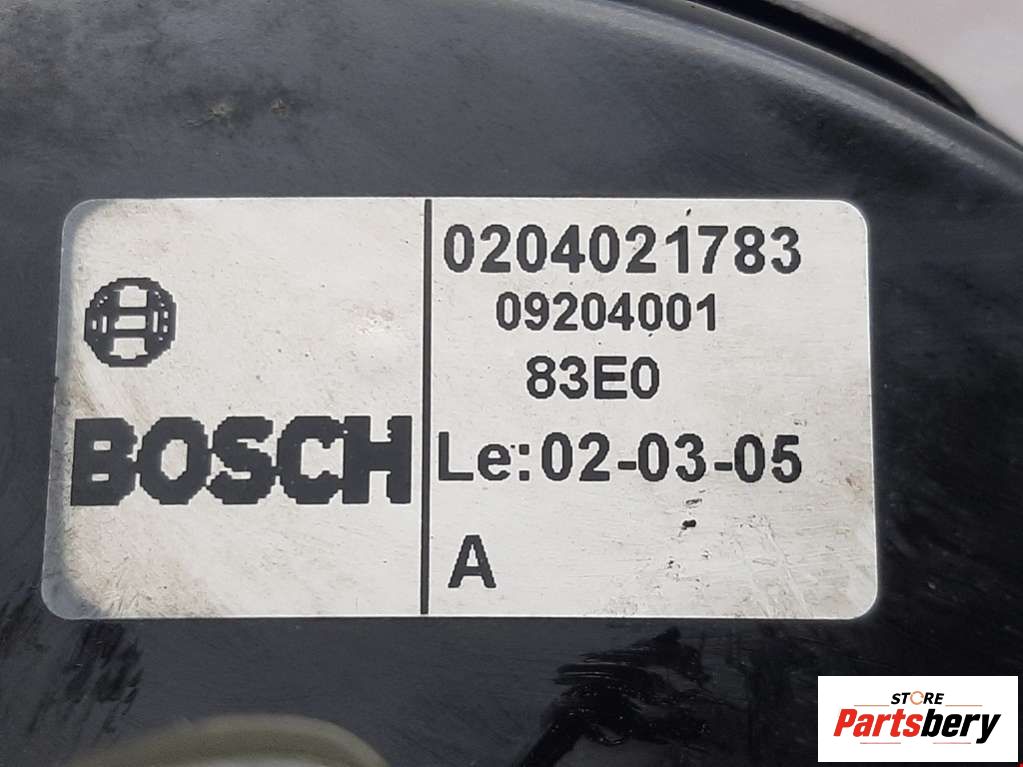 BOSCH
0204021783
09204001
83E0
Le:02-03-05
A
STORE
Partsbery